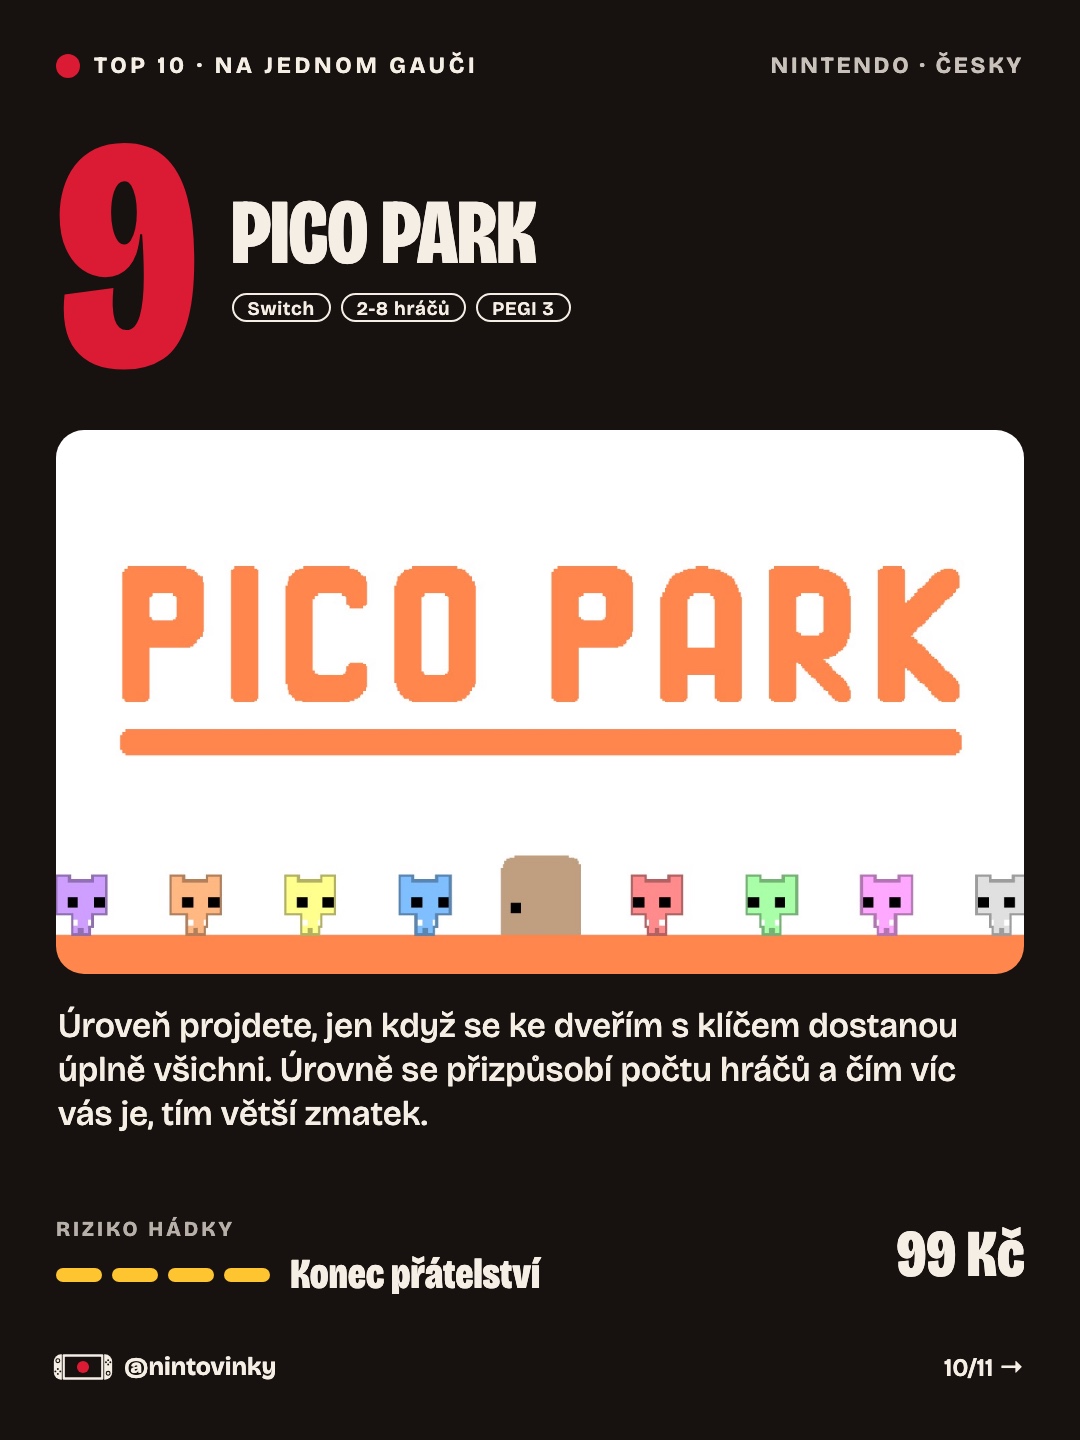 TOP 10 · NA JEDNOM GAUČI
NINTENDO · ČESKY
9
PICO PARK
Switch
2-8 hráčů
PEGI 3
PICO PARK
Úroveň projdete, jen když se ke dveřím s klíčem dostanou
úplně všichni. Úrovně se přizpůsobí počtu hráčů a čím víc
vás je, tím větší zmatek.
RIZIKO HÁDKY
Konec přátelství
99 Kč
@nintovinky
10/11 →